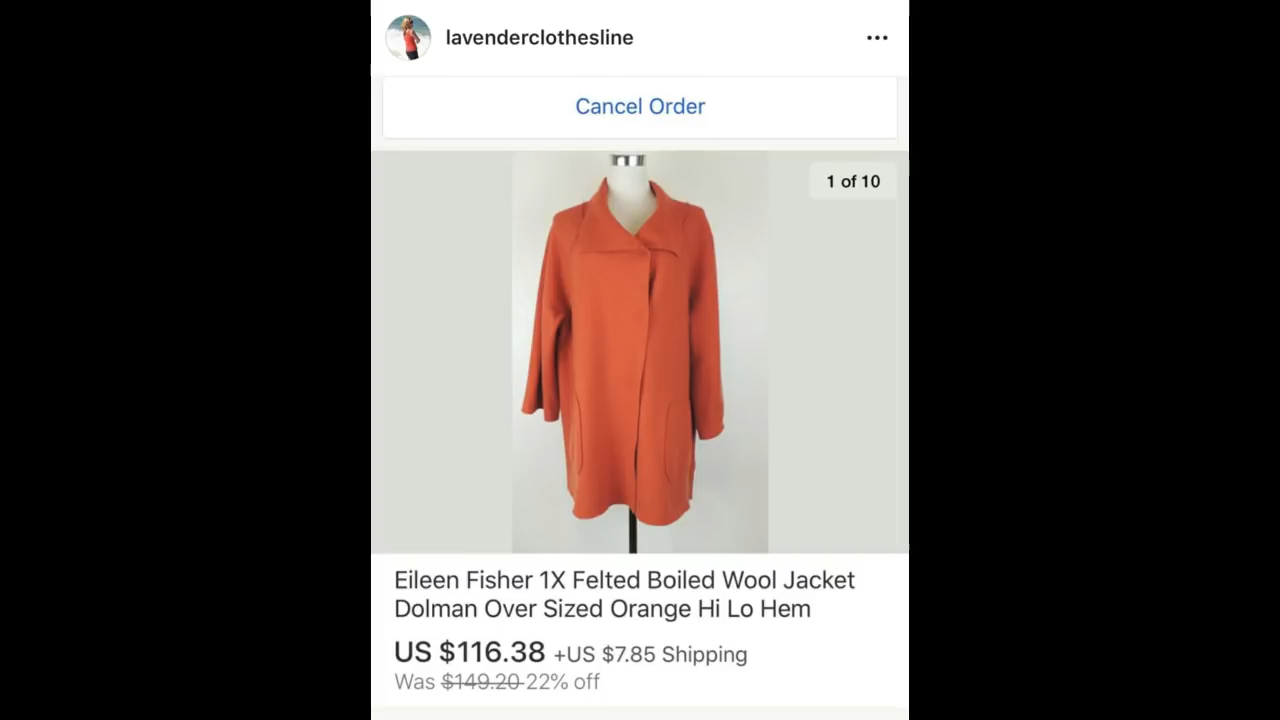 lavenderclothesline
Cancel Order
1 of 10
Eileen Fisher 1X Felted Boiled Wool Jacket
Dolman Over Sized Orange Hi Lo Hem
US $116.38 +US $7.85 Shipping
Was $149.20 22% off